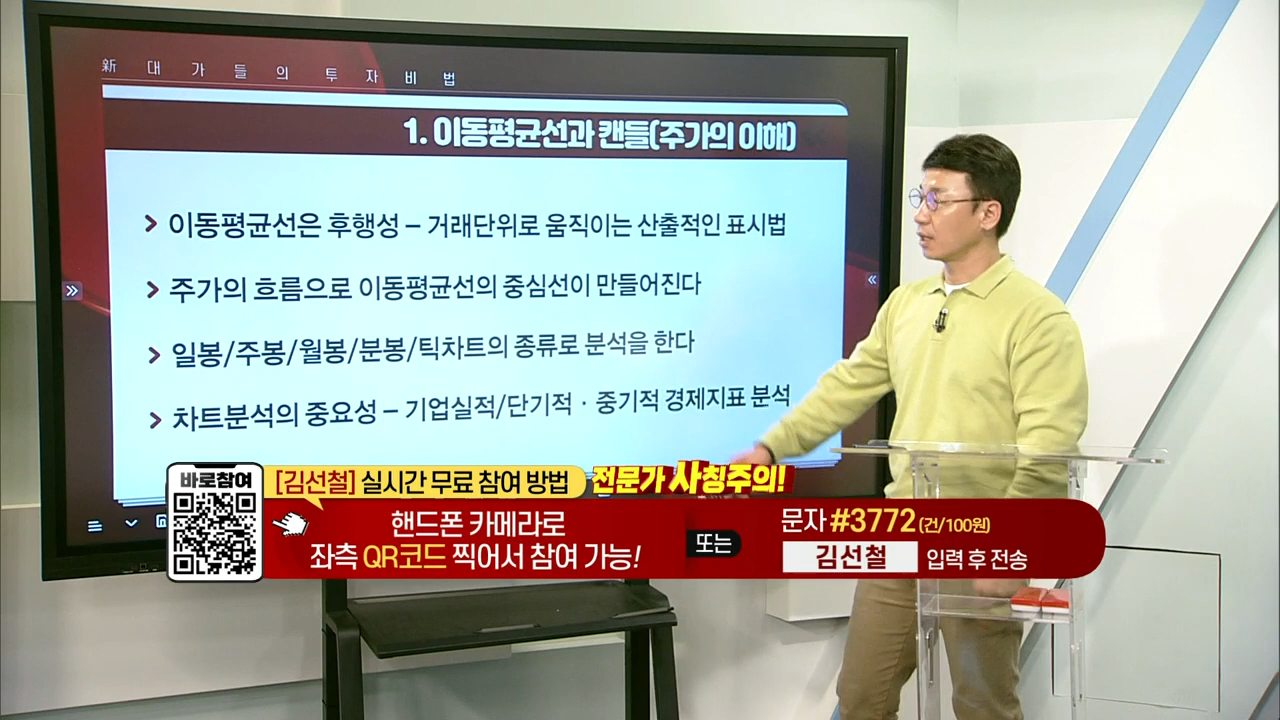 新 대 가 들 의 투 자 비 법
1. 이동평균선과 캔들(주가의 이해)
이동평균선은 후행성 – 거래단위로 움직이는 산출적인 표시법
주가의 흐름으로 이동평균선의 중심선이 만들어진다
일봉/주봉/월봉/분봉/틱차트의 종류로 분석을 한다
차트분석의 중요성 – 기업실적/단기적 · 중기적 경제지표 분석
바로참여
[김선철] 실시간 무료 참여 방법
전문가 사칭주의!
핸드폰 카메라로
좌측 QR코드 찍어서 참여 가능!
또는
문자 #3772 (건/100원)
김선철 입력 후 전송